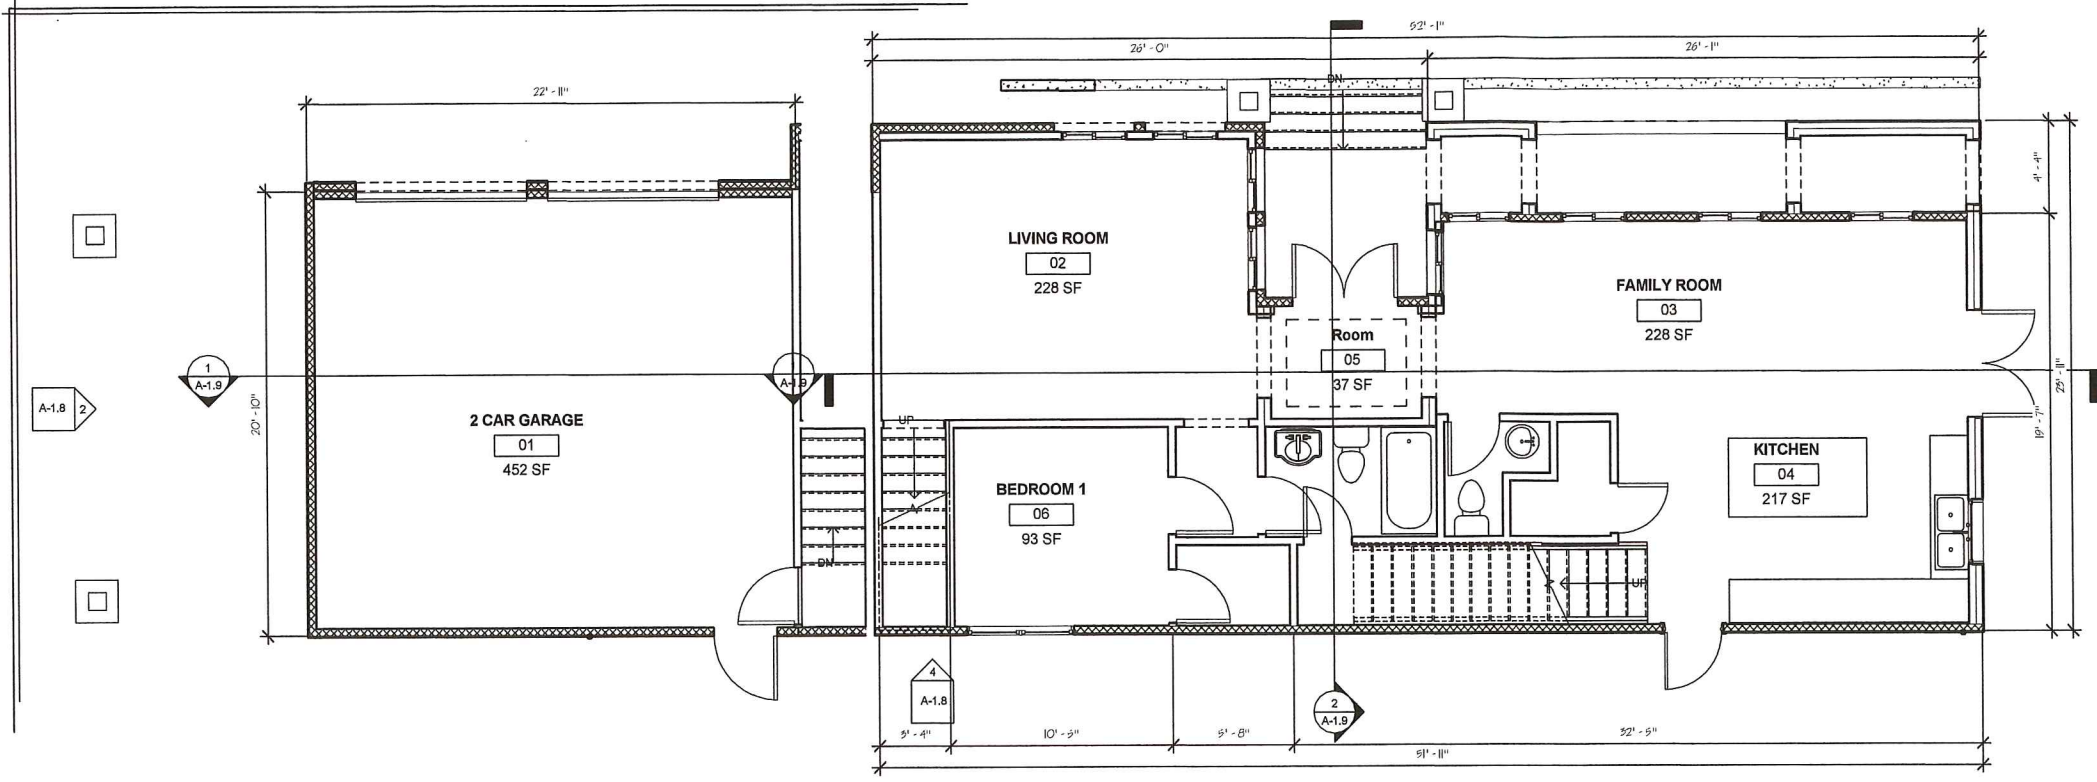 52' - 1"
26' - 0"
26' - 1"
DN
22' - 11"
4' - 4"
LIVING ROOM
02
228 SF
FAMILY ROOM
03
228 SF
Room
05
37 SF
1
A-1.9
1
A-1.9
A-1.8
2
20' - 10"
23' - 11"
19' - 7"
2 CAR GARAGE
01
452 SF
UP
KITCHEN
04
217 SF
BEDROOM 1
06
93 SF
DN
UP
4
A-1.8
2
A-1.9
3' - 4"
10' - 5"
5' - 8"
32' - 5"
51' - 11"